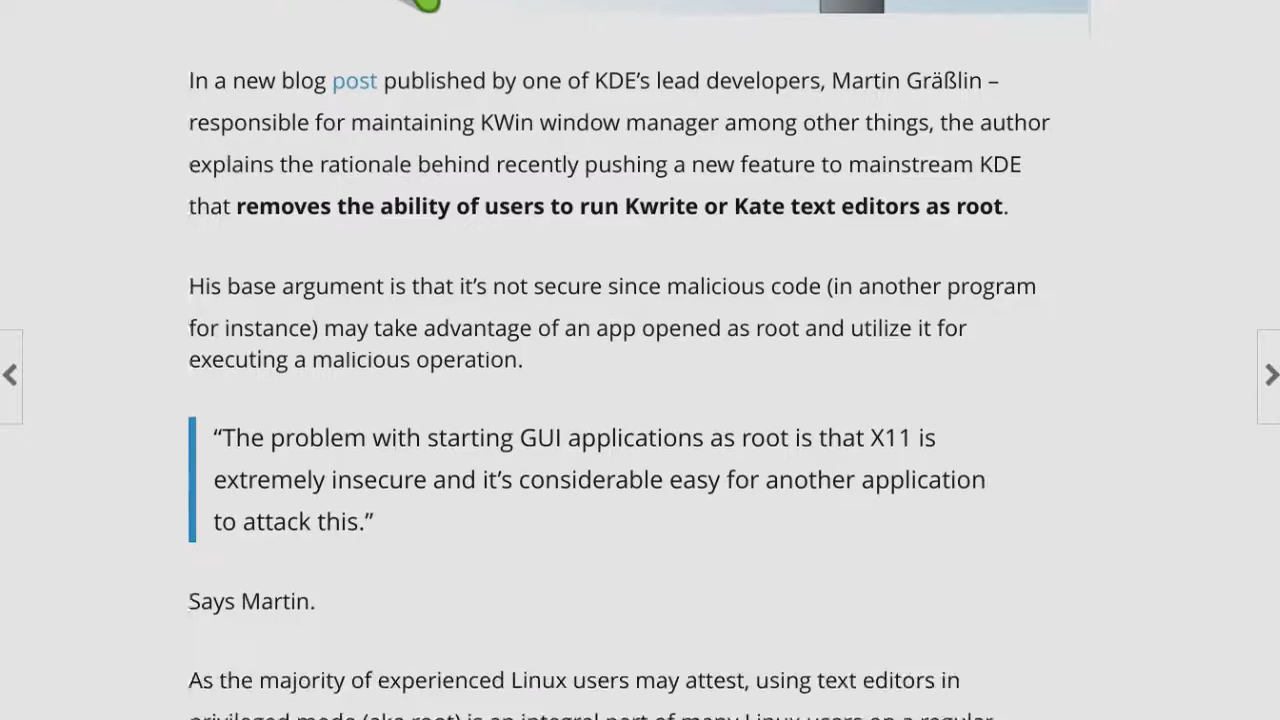 In a new blog post published by one of KDE’s lead developers, Martin Gräßlin –
responsible for maintaining KWin window manager among other things, the author
explains the rationale behind recently pushing a new feature to mainstream KDE
that removes the ability of users to run Kwrite or Kate text editors as root.
His base argument is that it’s not secure since malicious code (in another program
for instance) may take advantage of an app opened as root and utilize it for
executing a malicious operation.
“The problem with starting GUI applications as root is that X11 is
extremely insecure and it’s considerable easy for another application
to attack this.”
Says Martin.
As the majority of experienced Linux users may attest, using text editors in
privileged mode (aka root) is an integral part of many Linux users on a regular